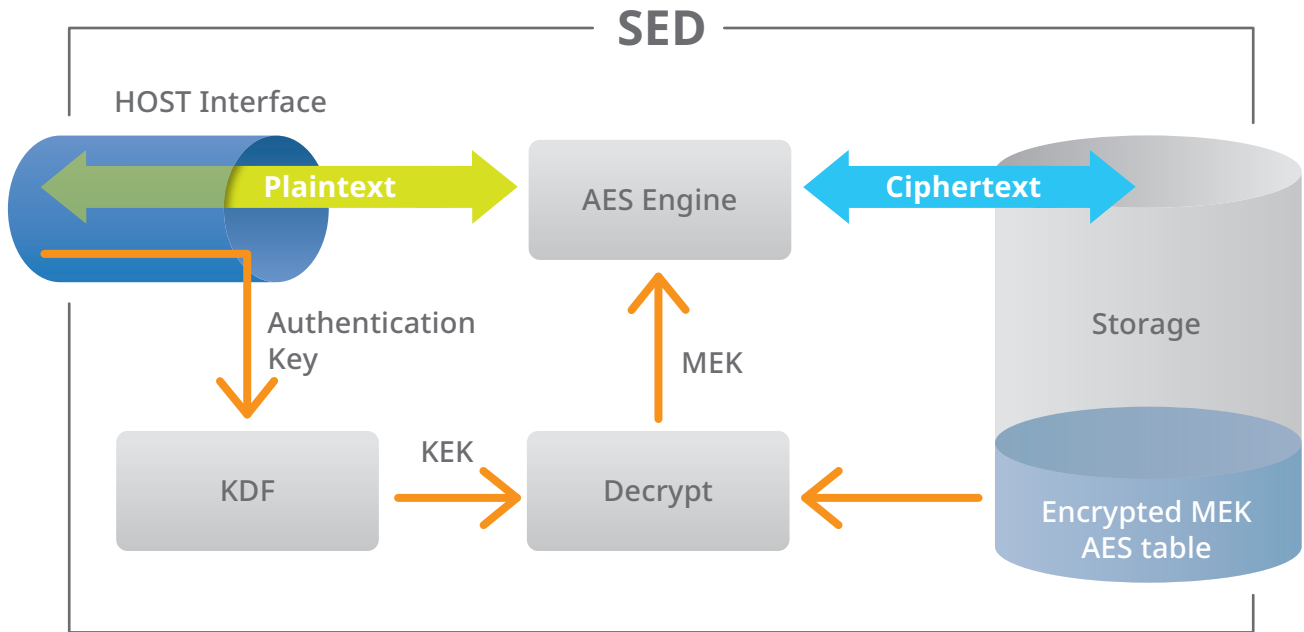 SED
HOST Interface
Plaintext
AES Engine
Ciphertext
Authentication
Key
MEK
Storage
KDF
KEK
Decrypt
Encrypted MEK
AES table